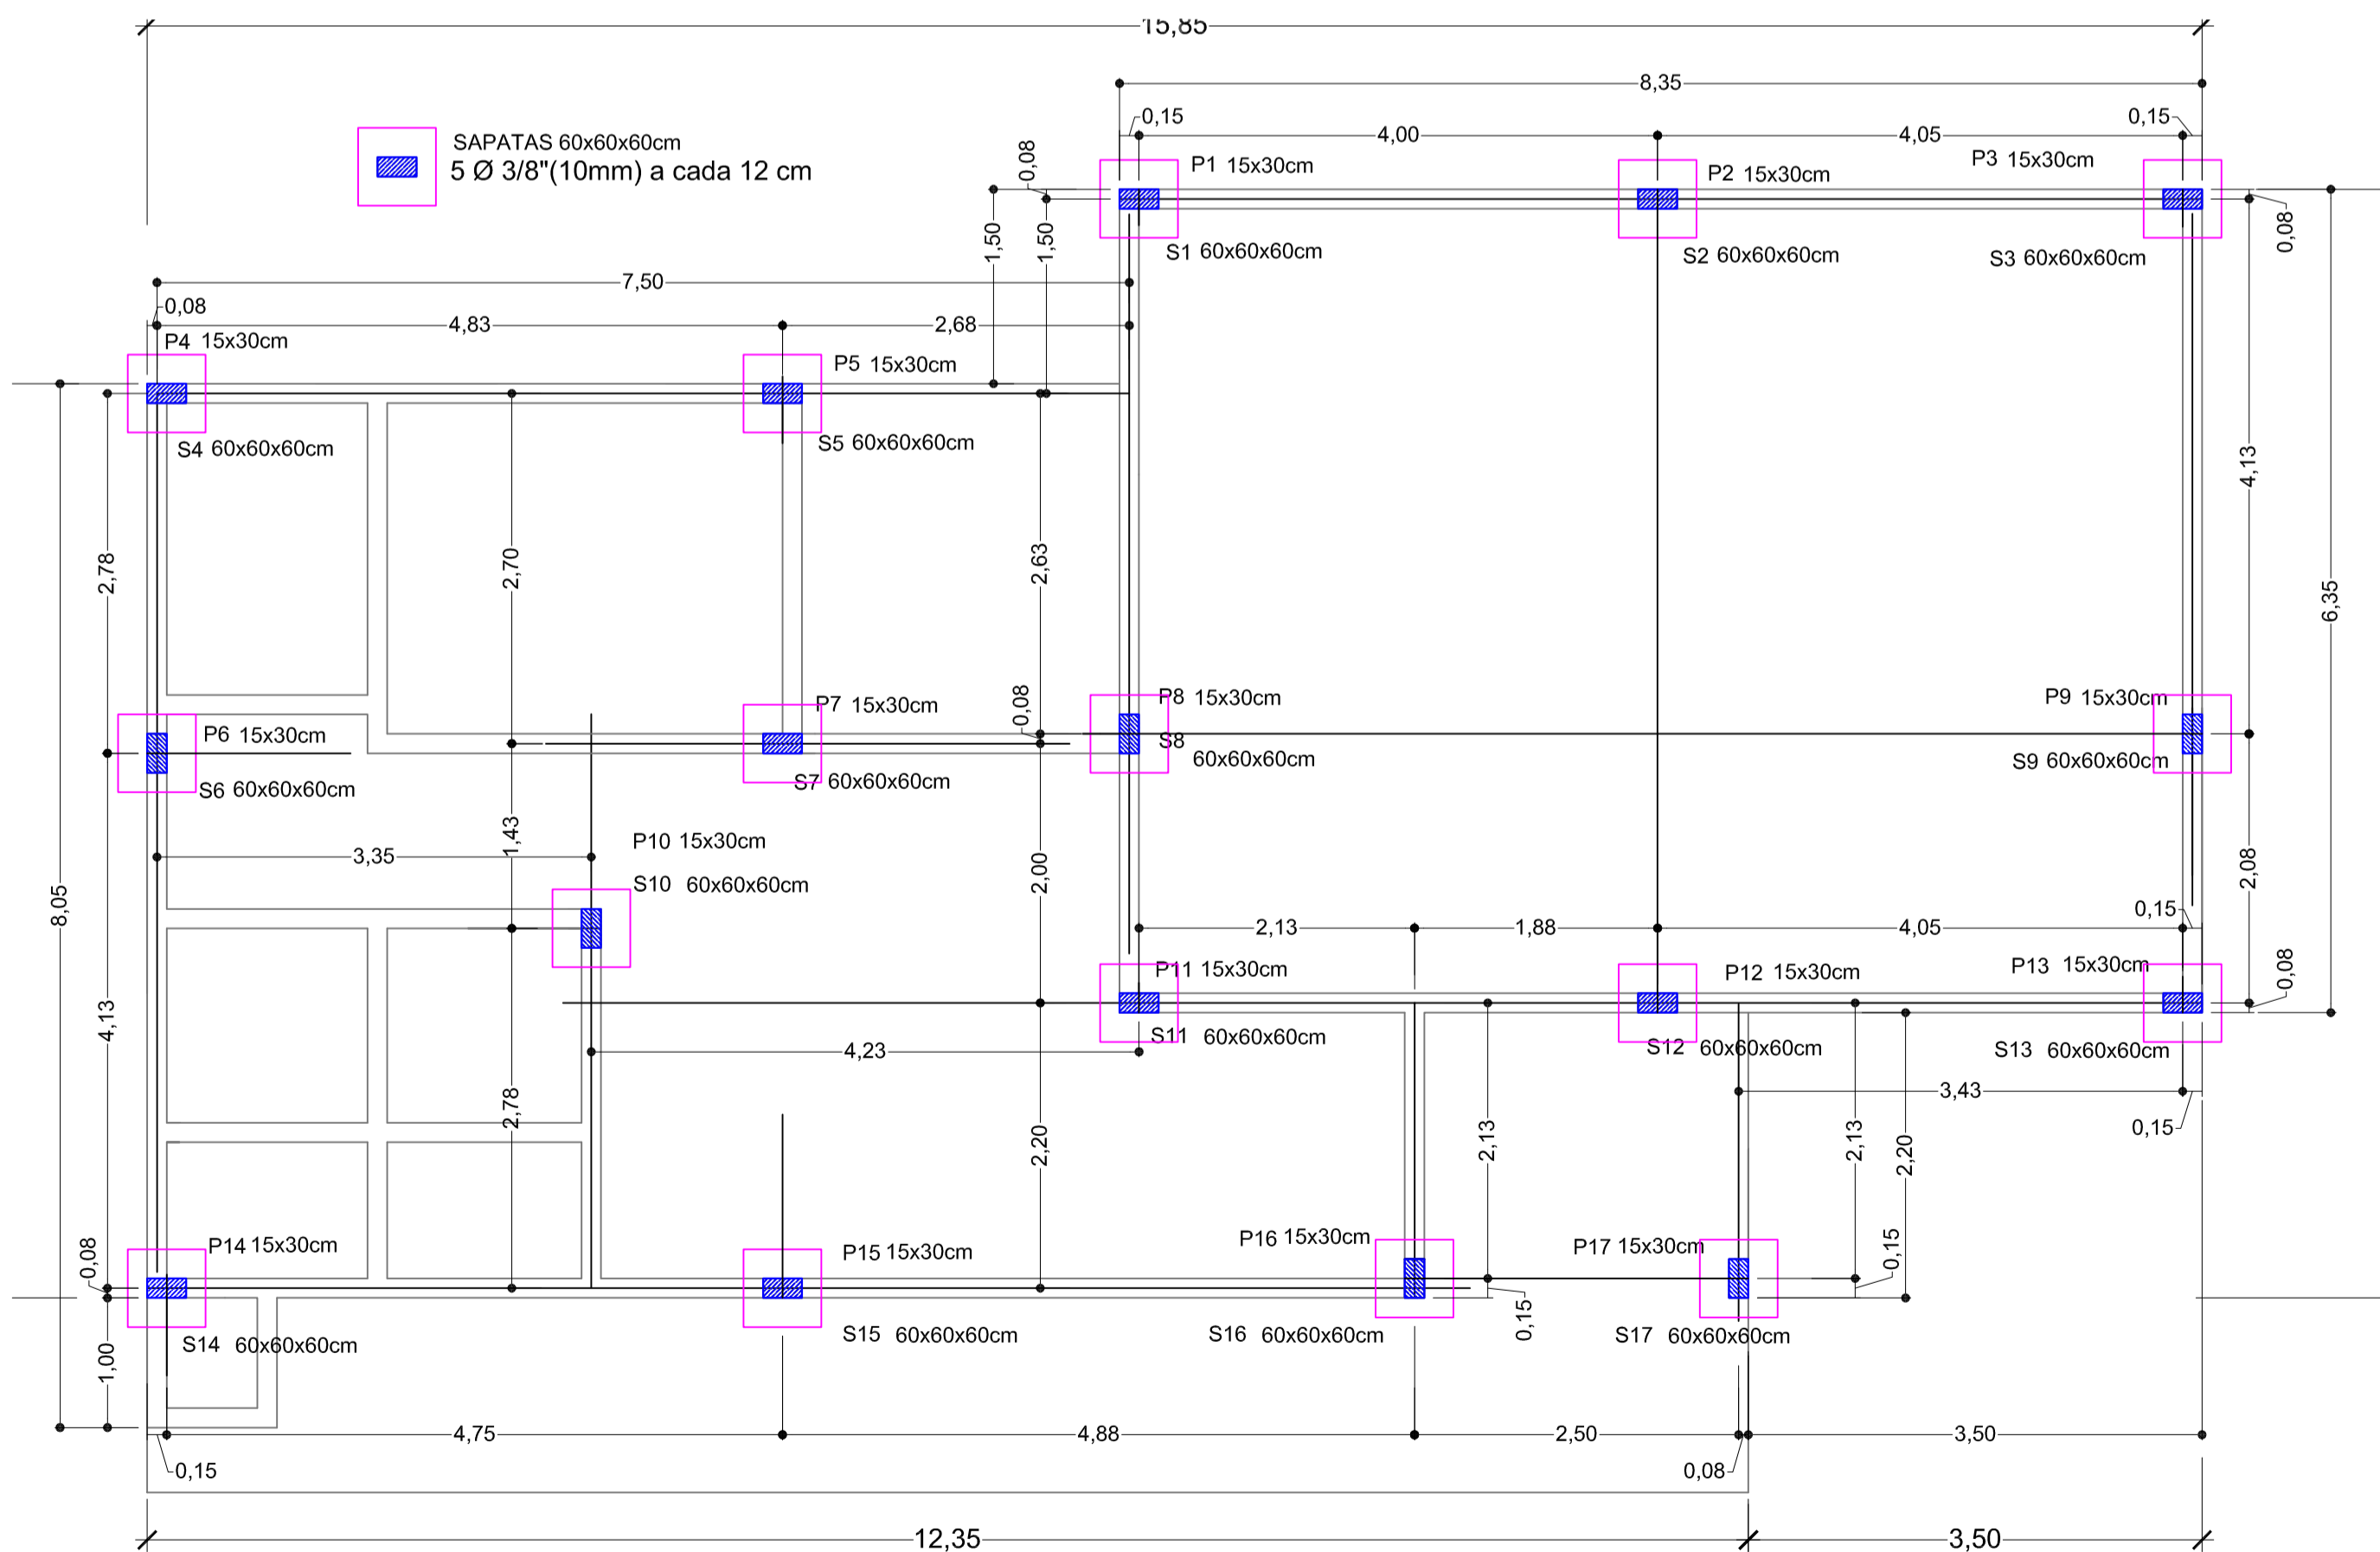 15,85
8,35
0,15
4,00
4,05
0,15
SAPATAS 60x60x60cm
5 Ø 3/8"(10mm) a cada 12 cm
0,08
P1 15x30cm
P2 15x30cm
P3 15x30cm
1,50
1,50
0,08
S1 60x60x60cm
S2 60x60x60cm
S3 60x60x60cm
7,50
0,08
4,83
2,68
P4 15x30cm
P5 15x30cm
S4 60x60x60cm
S5 60x60x60cm
4,13
2,78
2,70
2,63
6,35
P7 15x30cm
0,08
P8 15x30cm
P9 15x30cm
P6 15x30cm
S8
60x60x60cm
S9 60x60x60cm
S6 60x60x60cm
S7 60x60x60cm
1,43
P10 15x30cm
3,35
2,00
2,08
S10 60x60x60cm
8,05
0,15
2,13
1,88
4,05
P11 15x30cm
P12 15x30cm
P13 15x30cm
0,08
4,13
S11 60x60x60cm
S12 60x60x60cm
S13 60x60x60cm
4,23
3,43
2,78
2,20
2,13
2,13
2,20
0,15
0,08
P14 15x30cm
P15 15x30cm
P16 15x30cm
P17 15x30cm
0,15
0,15
S14 60x60x60cm
S15 60x60x60cm
S16 60x60x60cm
S17 60x60x60cm
1,00
4,75
4,88
2,50
3,50
0,15
0,08
12,35
3,50